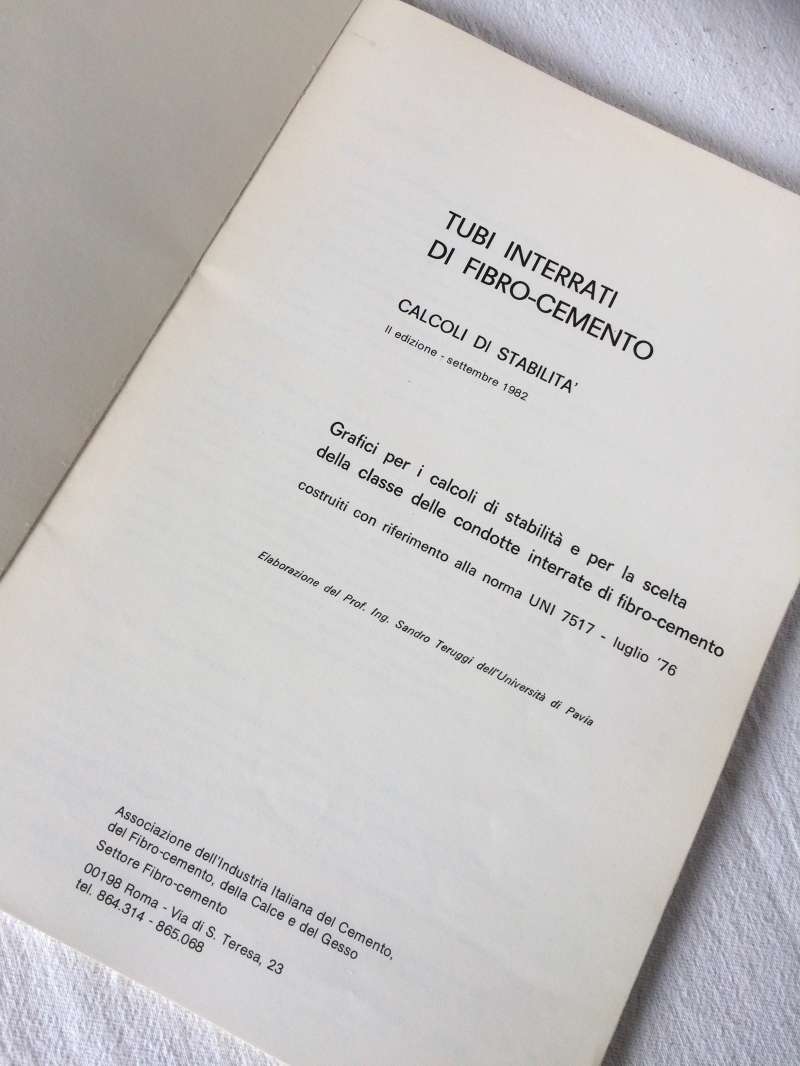 TUBI INTERRATI
DI FIBRO-CEMENTO
CALCOLI DI STABILITA'
II edizione - settembre 1982
Grafici per i calcoli di stabilità e per la scelta
della classe delle condotte interrate di fibro-cemento
costruiti con riferimento alla norma UNI 7517 - luglio '76
Elaborazione del Prof. Ing. Sandro Teruggi dell'Università di Pavia
Associazione dell'Industria Italiana del Cemento,
del Fibro-cemento, della Calce e del Gesso
Settore Fibro-cemento
00198 Roma - Via di S. Teresa, 23
tel. 864.314 - 865.068